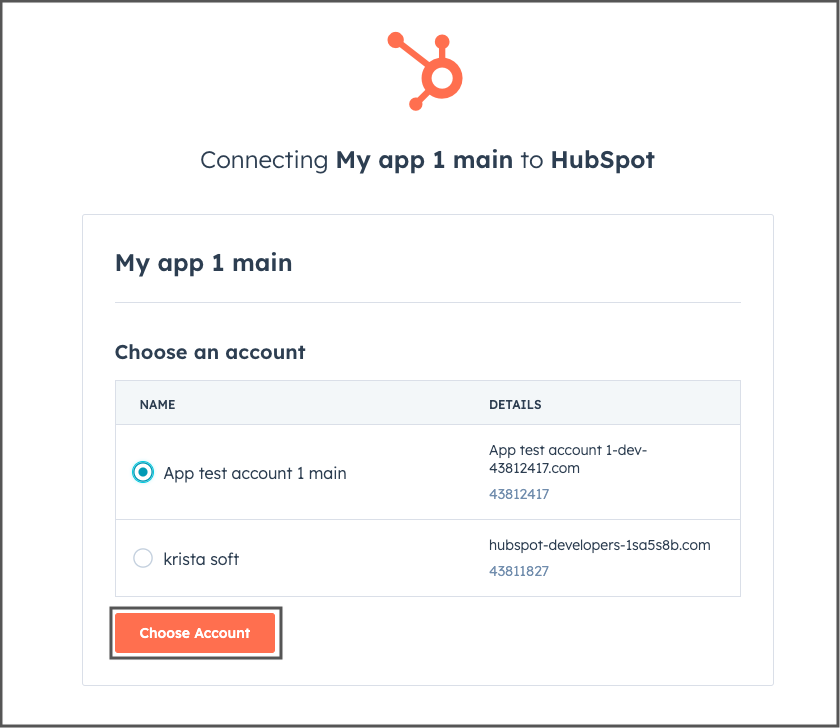 Connecting My app 1 main to HubSpot
My app 1 main
Choose an account
NAME DETAILS
App test account 1 main
App test account 1-dev-
43812417.com
43812417
krista soft
hubspot-developers-1sa5s8b.com
43811827
Choose Account